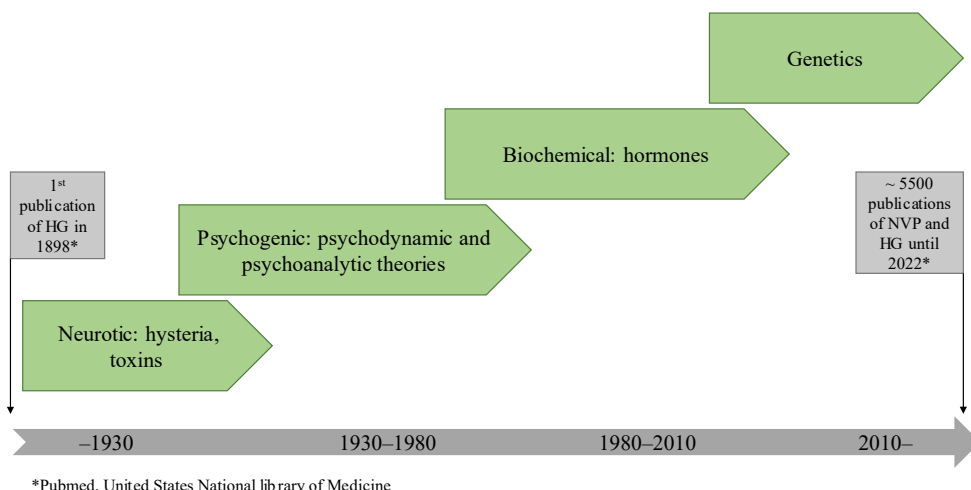 Genetics
Biochemical: hormones
1st
publication
of HG in
1898*
~ 5500
publications
of NVP and
HG until
2022*
Psychogenic: psychodynamic and
psychoanalytic theories
Neurotic: hysteria,
toxins
–1930
1930–1980
1980–2010
2010–
*Pubmed, United States National library of Medicine